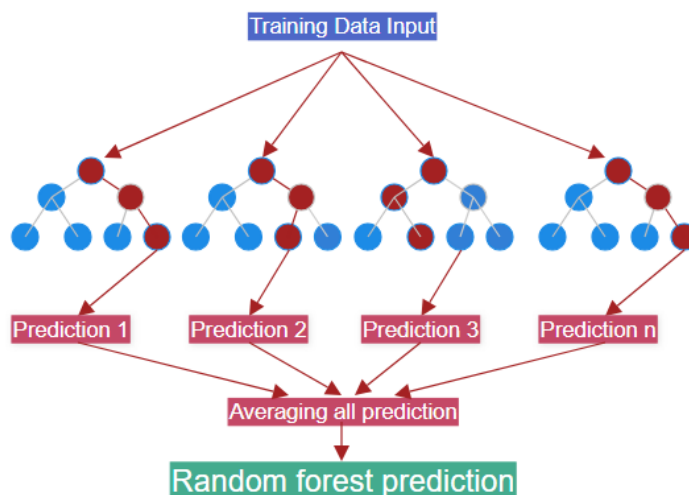 Training Data Input
Prediction 1
Prediction 2
Prediction 3
Prediction n
Averaging all prediction
Random forest prediction